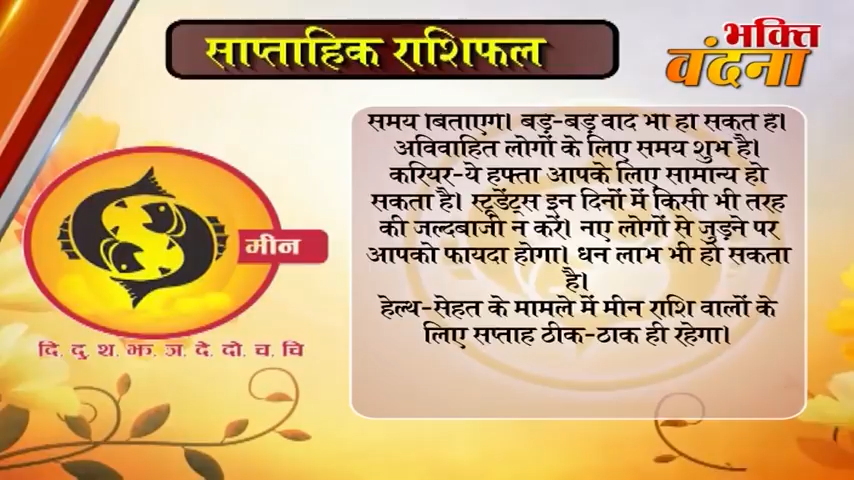 साप्ताहिक राशिफल
भक्ति
वंदना
समय बिताएंगे। बड़े-बड़े वाद भी हो सकते हैं।
अविवाहित लोगों के लिए समय शुभ है।
करियर-ये हफ्ता आपके लिए सामान्य हो
सकता है। स्टूडेंट्स इन दिनों में किसी भी तरह
की जल्दबाजी न करें। नए लोगों से जुड़ने पर
आपको फायदा होगा। धन लाभ भी हो सकता
है।
हेल्थ-सेहत के मामले में मीन राशि वालों के
लिए सप्ताह ठीक-ठाक ही रहेगा।
मीन
दि. दु. श. झ. ज. दे. दो. च. चि